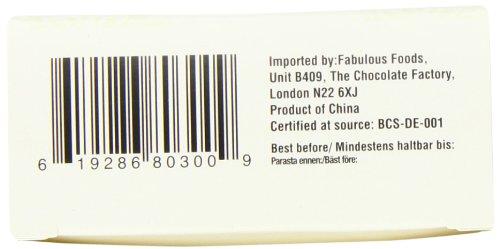 Imported by:Fabulous Foods,
Unit B409, The Chocolate Factory,
London N22 6XJ
Product of China
Certified at source: BCS-DE-001
Best before/ Mindestens haltbar bis:
Parasta ennen:/Bäst före:
6 19286 80300 9